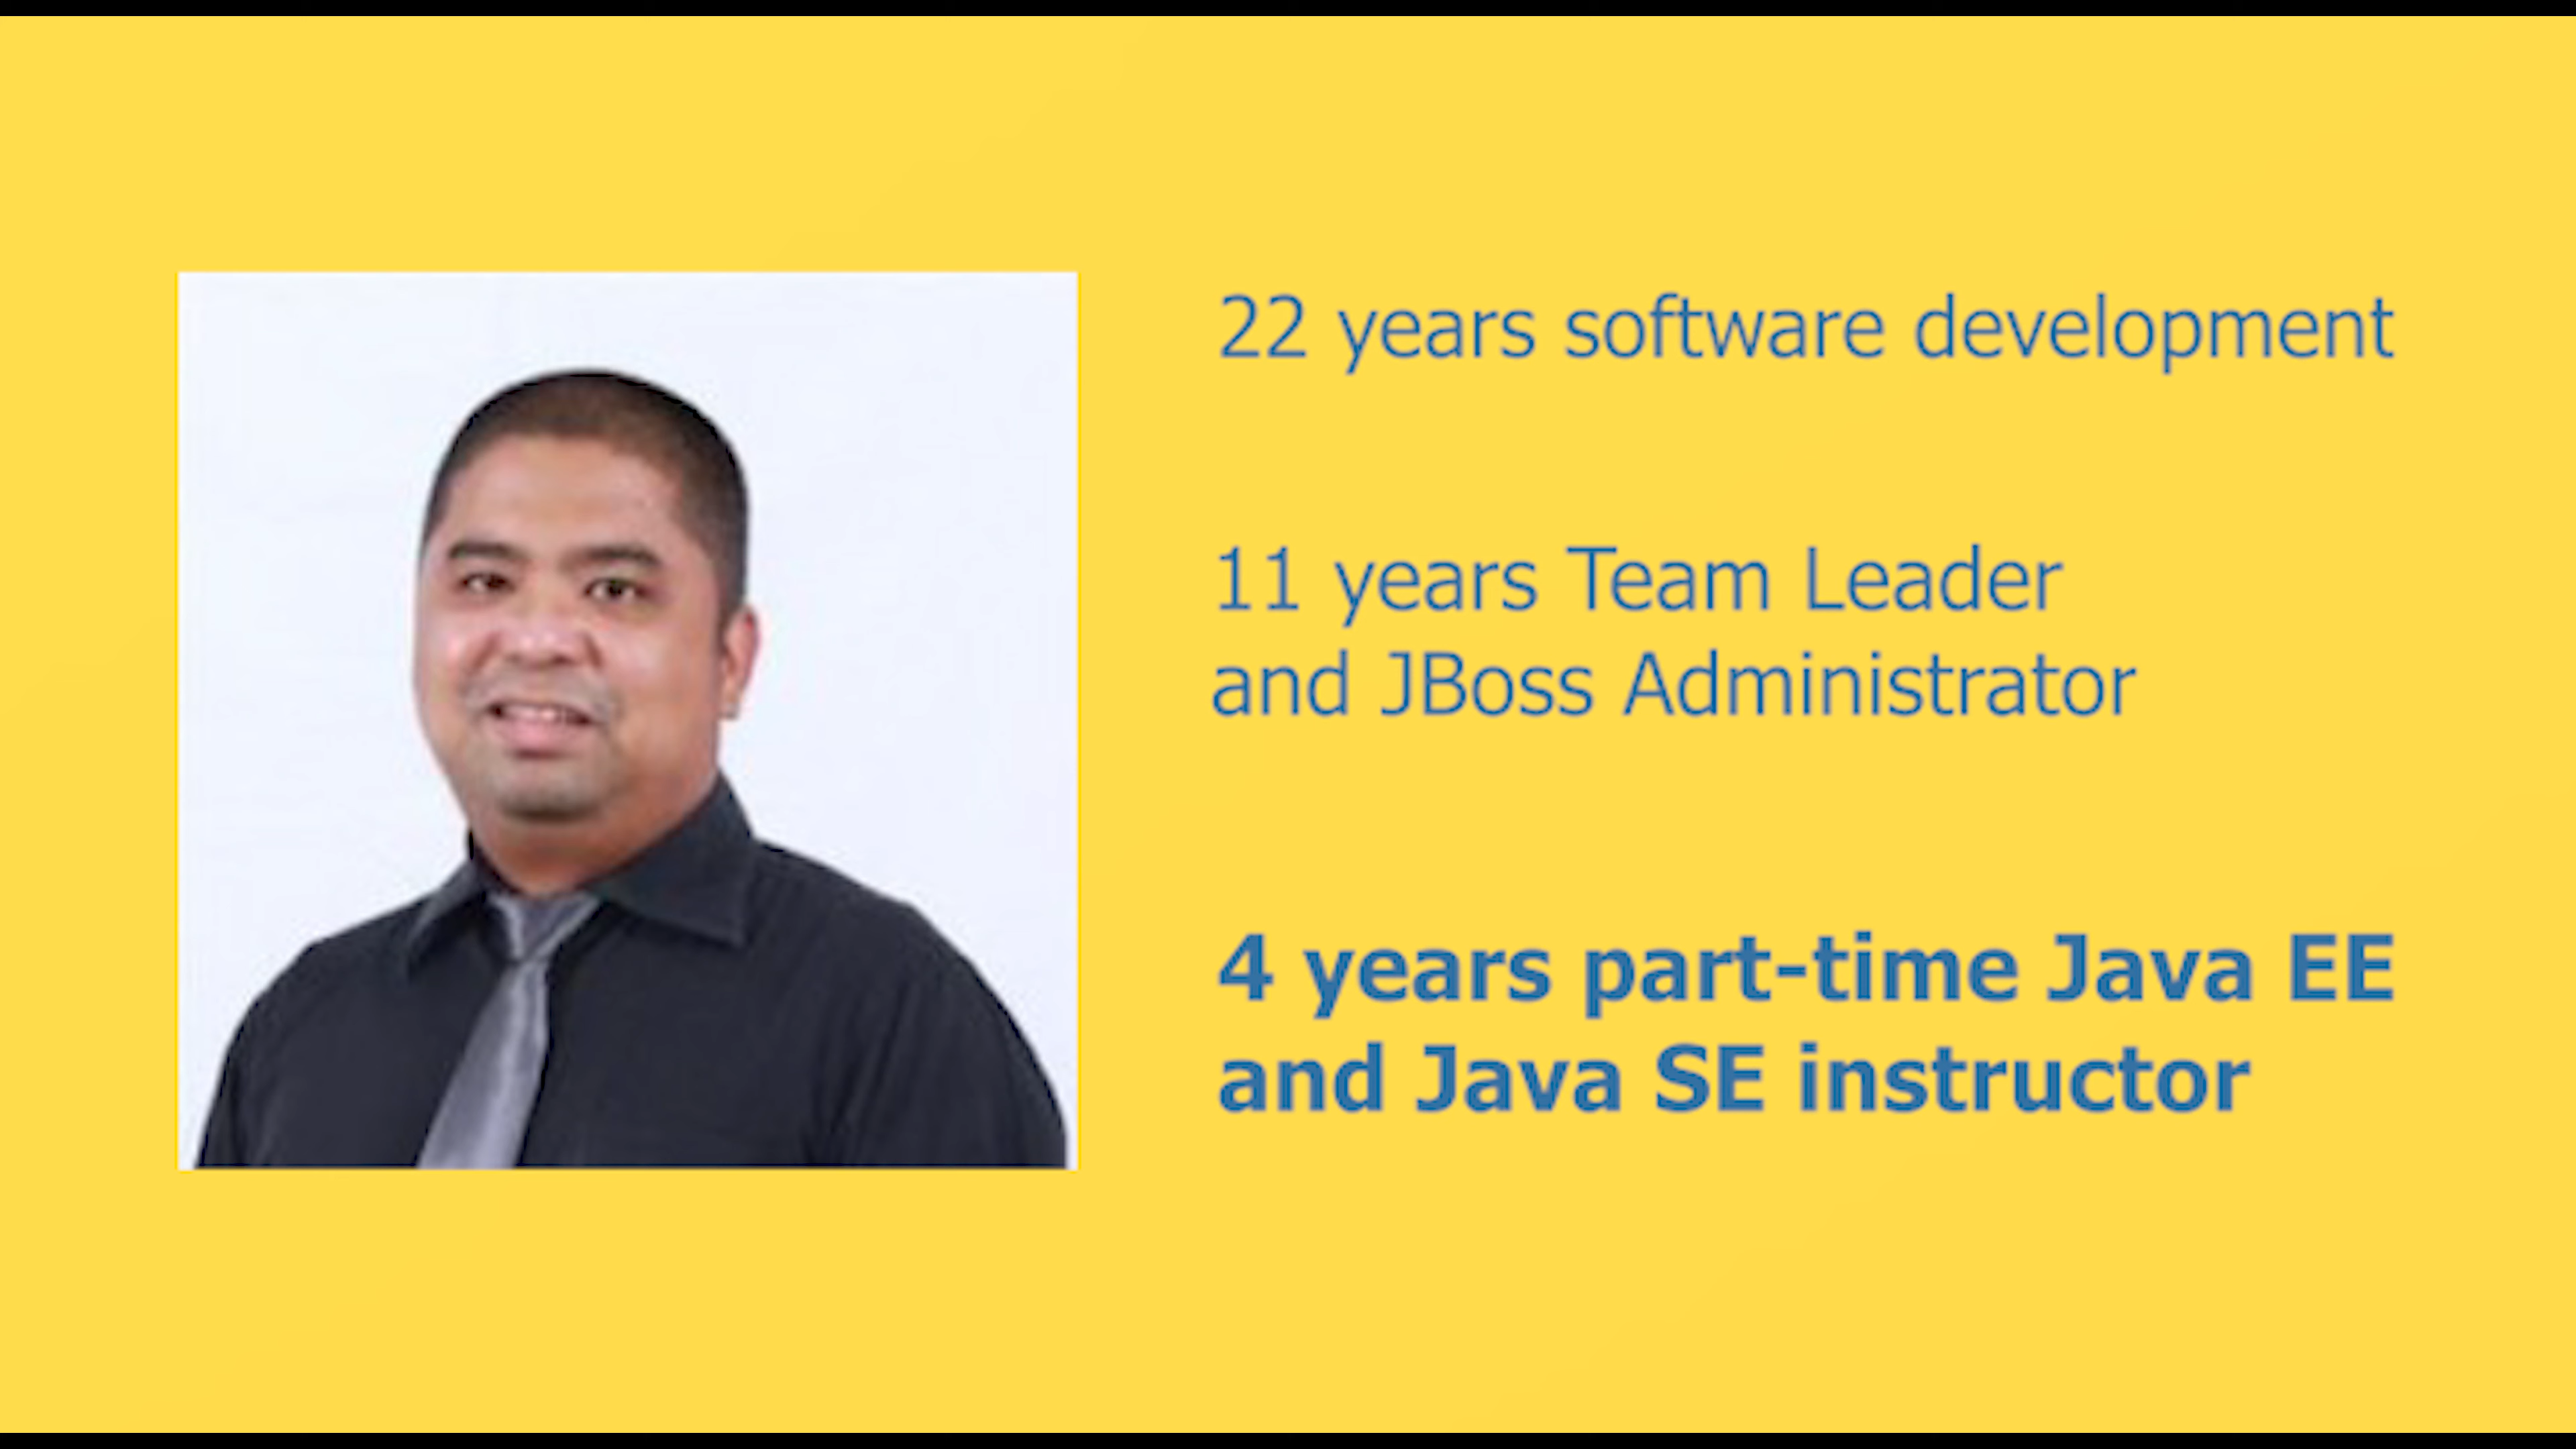 22 years software development
11 years Team Leader
and JBoss Administrator
4 years part-time Java EE
and Java SE instructor